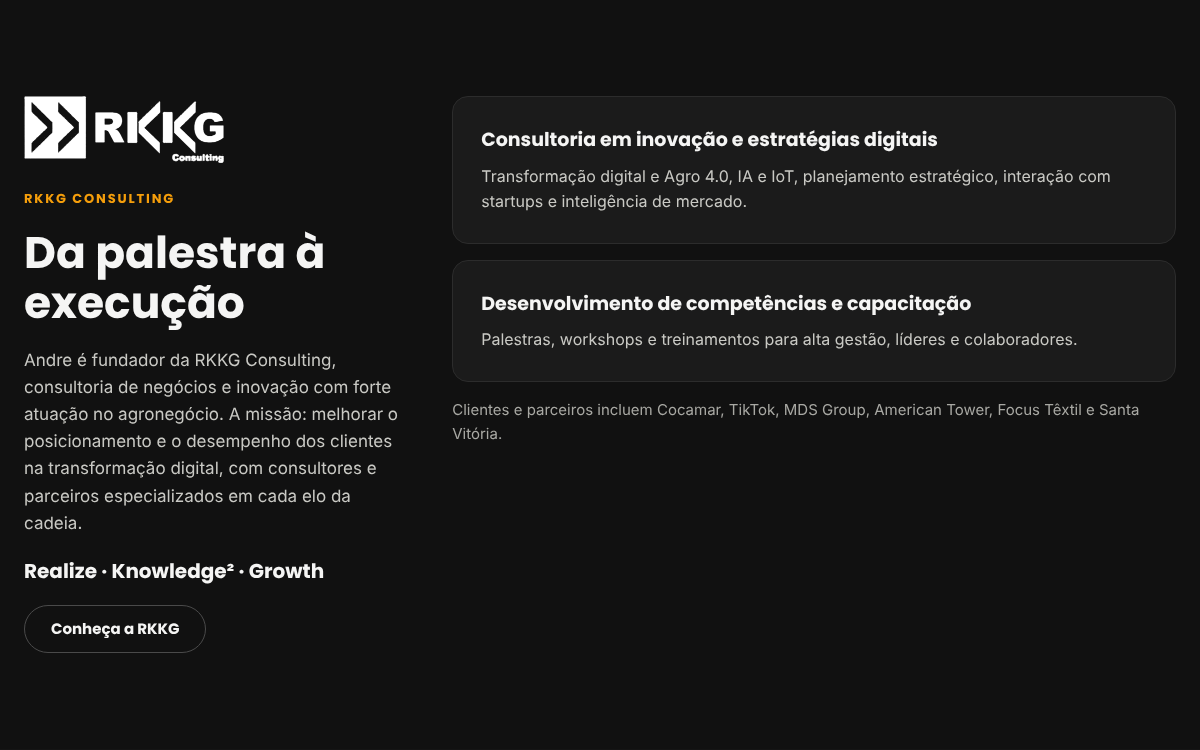 RKKG
Consulting
RKKG CONSULTING
Da palestra à
execução
Andre é fundador da RKKG Consulting,
consultoria de negócios e inovação com forte
atuação no agronegócio. A missão: melhorar o
posicionamento e o desempenho dos clientes
na transformação digital, com consultores e
parceiros especializados em cada elo da
cadeia.
Realize · Knowledge² · Growth
Conheça a RKKG
Consultoria em inovação e estratégias digitais
Transformação digital e Agro 4.0, IA e IoT, planejamento estratégico, interação com
startups e inteligência de mercado.
Desenvolvimento de competências e capacitação
Palestras, workshops e treinamentos para alta gestão, líderes e colaboradores.
Clientes e parceiros incluem Cocamar, TikTok, MDS Group, American Tower, Focus Têxtil e Santa
Vitória.